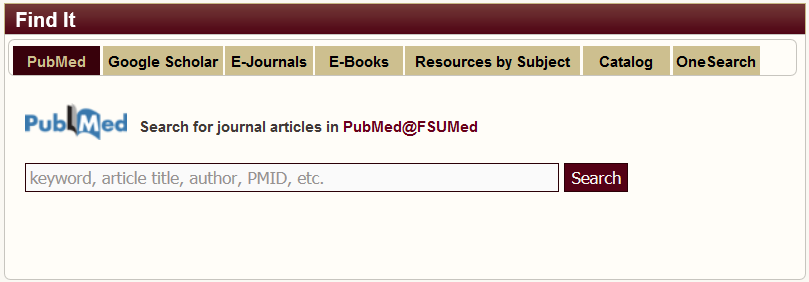 Find It
PubMed Google Scholar E-Journals E-Books Resources by Subject Catalog OneSearch
PubMed Search for journal articles in PubMed@FSUMed
keyword, article title, author, PMID, etc. Search